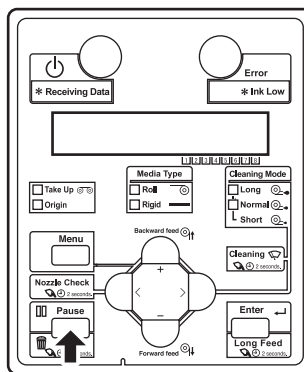 Error
* Receiving Data
* Ink Low
1 2 3 4 5 6 7 8
Media Type
Cleaning Mode
Take Up
Roll
Long
Origin
Rigid
Normal
Short
Menu
Backward feed
Cleaning
2 seconds.
Nozzle Check
2 seconds.
+
< >
−
Pause
Enter
2 seconds.
Long Feed
2 seconds.
Forward feed